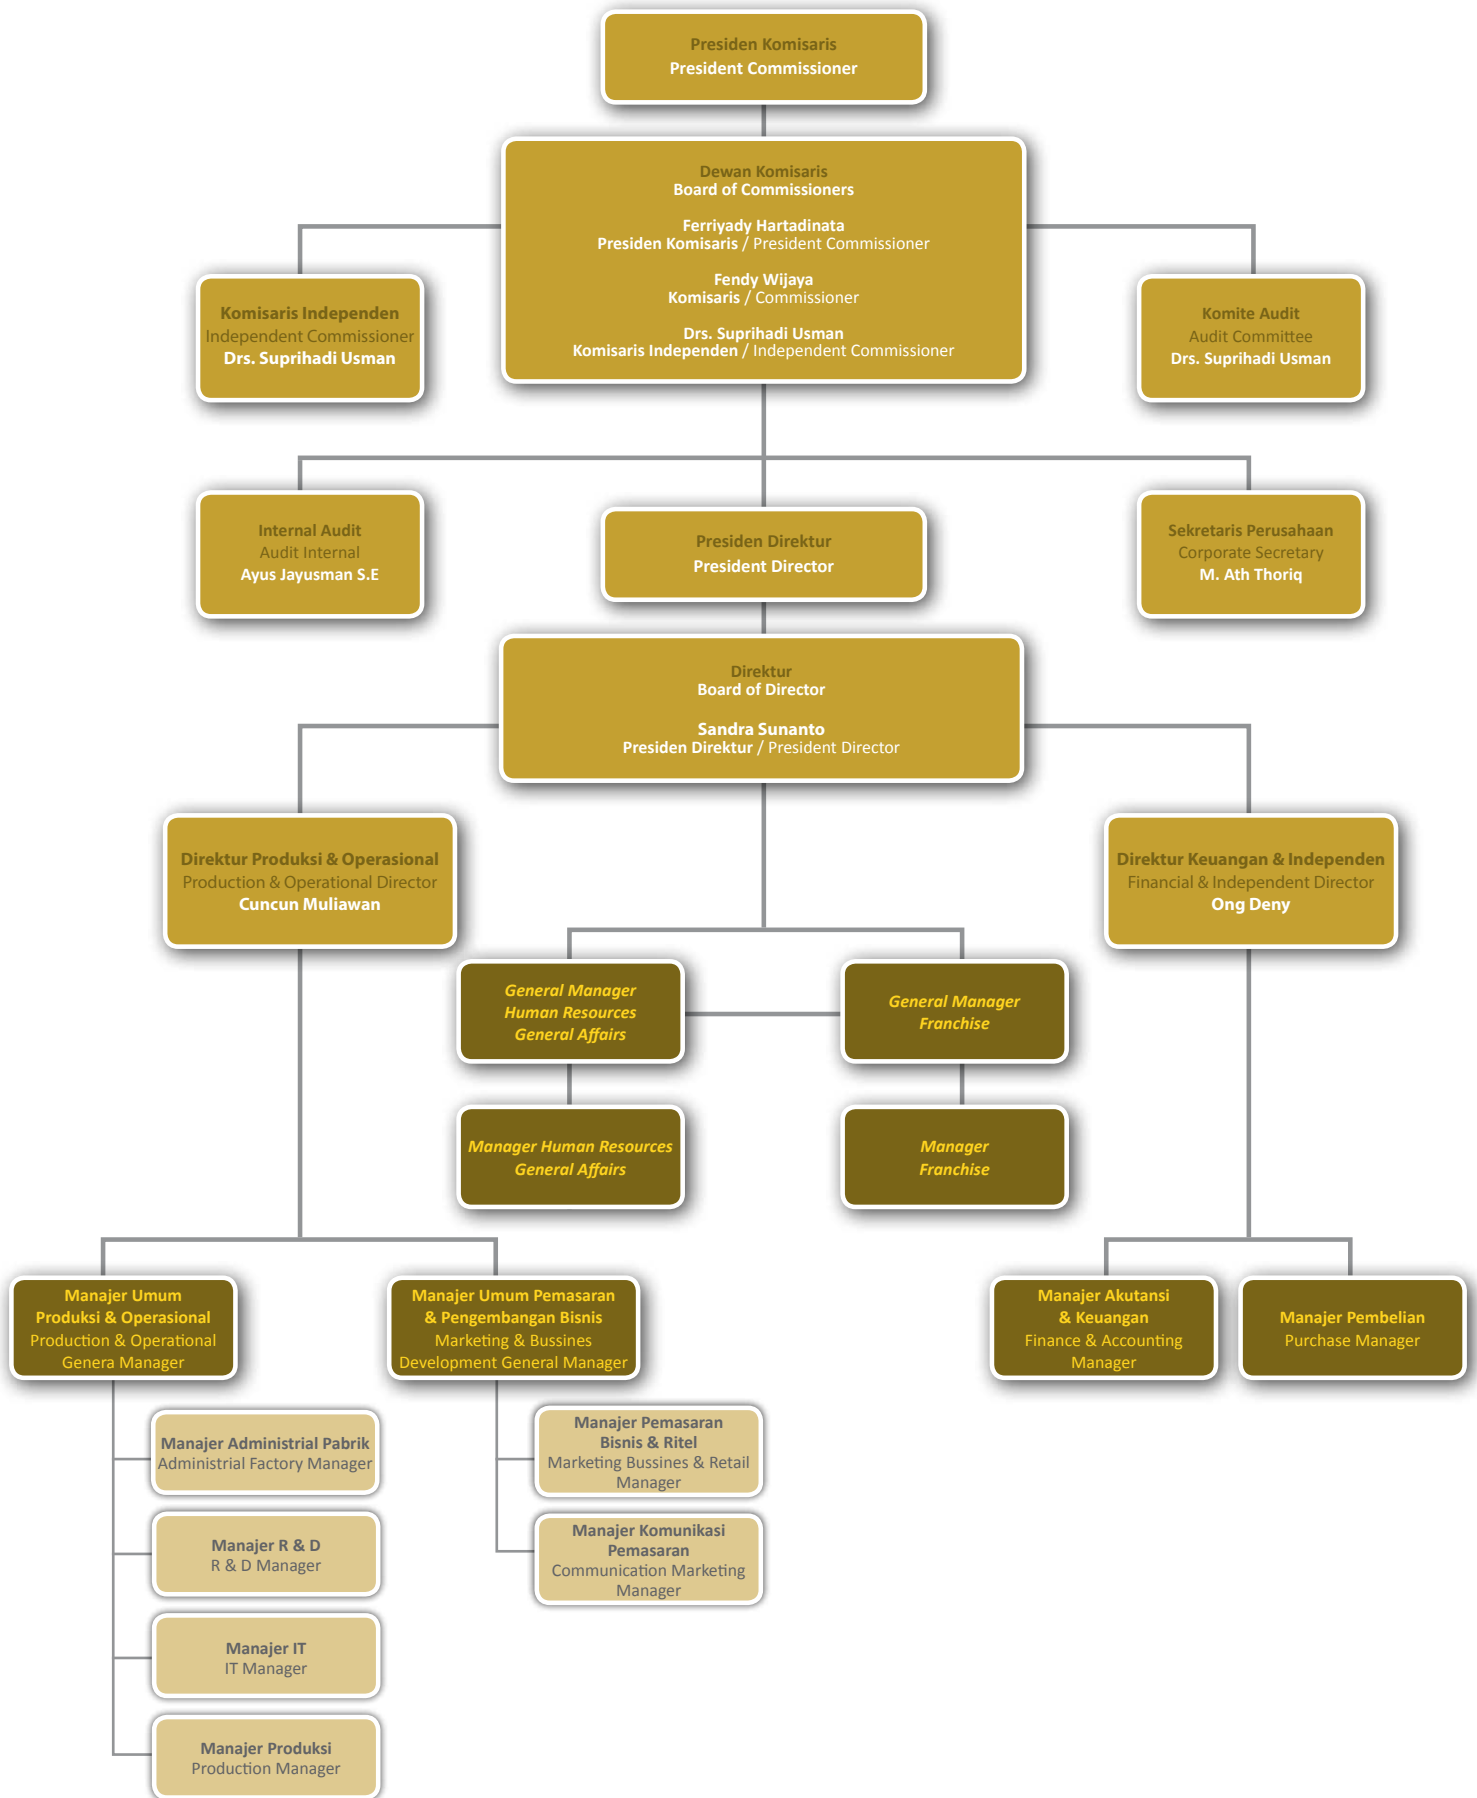 Presiden Komisaris
President Commissioner
Dewan Komisaris
Board of Commissioners
Ferriyady Hartadinata
Presiden Komisaris / President Commissioner
Fendy Wijaya
Komisaris / Commissioner
Drs. Suprihadi Usman
Komisaris Independen / Independent Commissioner
Komisaris Independen
Independent Commissioner
Drs. Suprihadi Usman
Komite Audit
Audit Committee
Drs. Suprihadi Usman
Internal Audit
Audit Internal
Ayus Jayusman S.E
Presiden Direktur
President Director
Sekretaris Perusahaan
Corporate Secretary
M. Ath Thoriq
Direktur
Board of Director
Sandra Sunanto
Presiden Direktur / President Director
Direktur Produksi & Operasional
Production & Operational Director
Cuncun Muliawan
Direktur Keuangan & Independen
Financial & Independent Director
Ong Deny
General Manager
Human Resources
General Affairs
General Manager
Franchise
Manager Human Resources
General Affairs
Manager
Franchise
Manajer Umum
Produksi & Operasional
Production & Operational
Genera Manager
Manajer Umum Pemasaran
& Pengembangan Bisnis
Marketing & Bussines
Development General Manager
Manajer Akutansi
& Keuangan
Finance & Accounting
Manager
Manajer Pembelian
Purchase Manager
Manajer Administrial Pabrik
Administrial Factory Manager
Manajer R & D
R & D Manager
Manajer IT
IT Manager
Manajer Produksi
Production Manager
Manajer Pemasaran
Bisnis & Ritel
Marketing Bussines & Retail
Manager
Manajer Komunikasi
Pemasaran
Communication Marketing
Manager